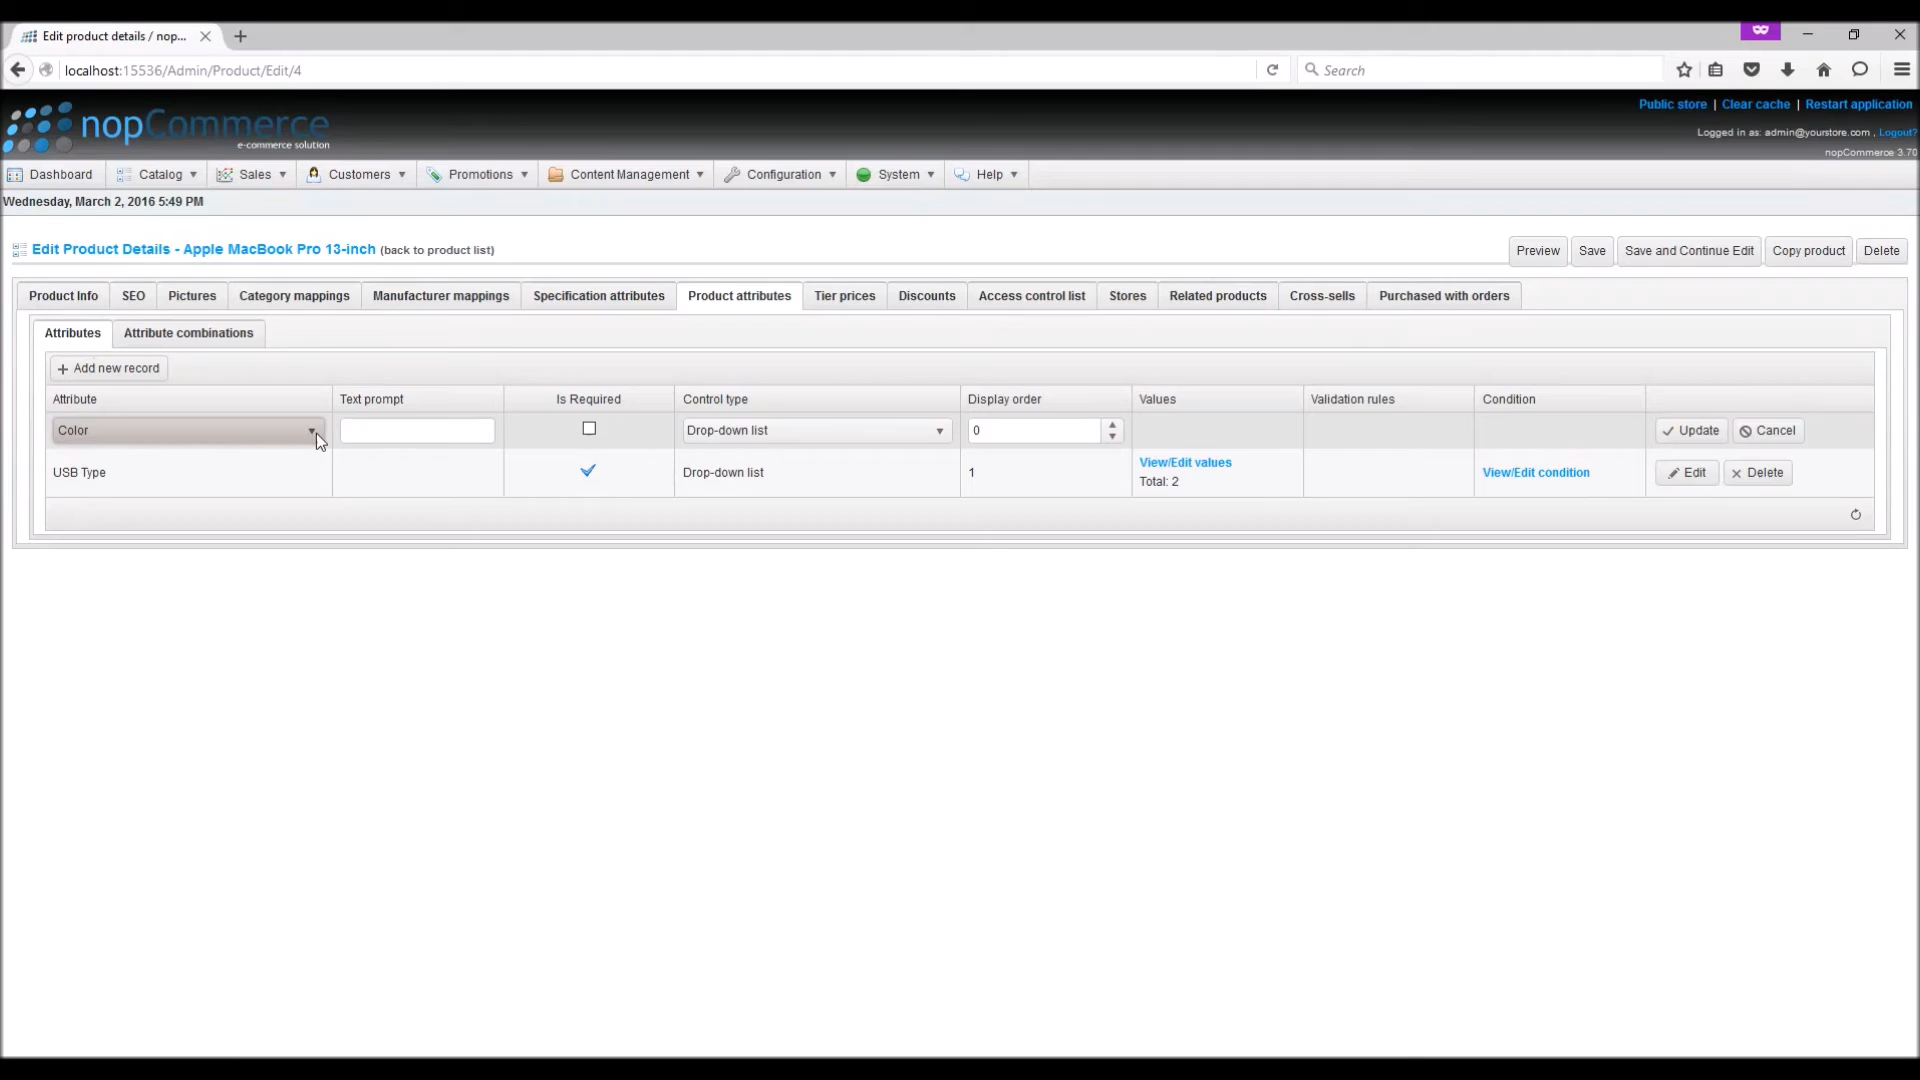 Edit product details / nop...
localhost:15536/Admin/Product/Edit/4
Search
nopCommerce
e-commerce solution
Public store | Clear cache | Restart application
Logged in as: admin@yourstore.com , Logout?
nopCommerce 3.70
Dashboard Catalog Sales Customers Promotions Content Management Configuration System Help
Wednesday, March 2, 2016 5:49 PM
Edit Product Details - Apple MacBook Pro 13-inch (back to product list)
Preview Save Save and Continue Edit Copy product Delete
Product Info SEO Pictures Category mappings Manufacturer mappings Specification attributes Product attributes Tier prices Discounts Access control list Stores Related products Cross-sells Purchased with orders
Attributes Attribute combinations
+ Add new record
Attribute Text prompt Is Required Control type Display order Values Validation rules Condition
Color Drop-down list 0 Update Cancel
USB Type Drop-down list 1 View/Edit values View/Edit condition Edit Delete
Total: 2